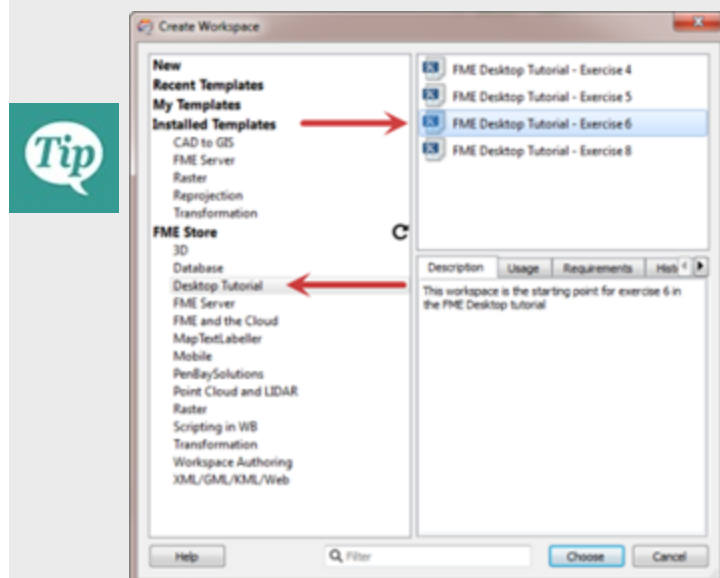 Tip
Create Workspace
New
Recent Templates
My Templates
Installed Templates
CAD to GIS
FME Server
Raster
Reprojection
Transformation
FME Store
3D
Database
Desktop Tutorial
FME Server
FME and the Cloud
MapTextLabeller
Mobile
PenBaySolutions
Point Cloud and LIDAR
Raster
Scripting in WB
Transformation
Workspace Authoring
XML/GML/KML/Web
FME Desktop Tutorial - Exercise 4
FME Desktop Tutorial - Exercise 5
FME Desktop Tutorial - Exercise 6
FME Desktop Tutorial - Exercise 8
Description Usage Requirements Hist
This workspace is the starting point for exercise 6 in
the FME Desktop tutorial
Help Filter Choose Cancel